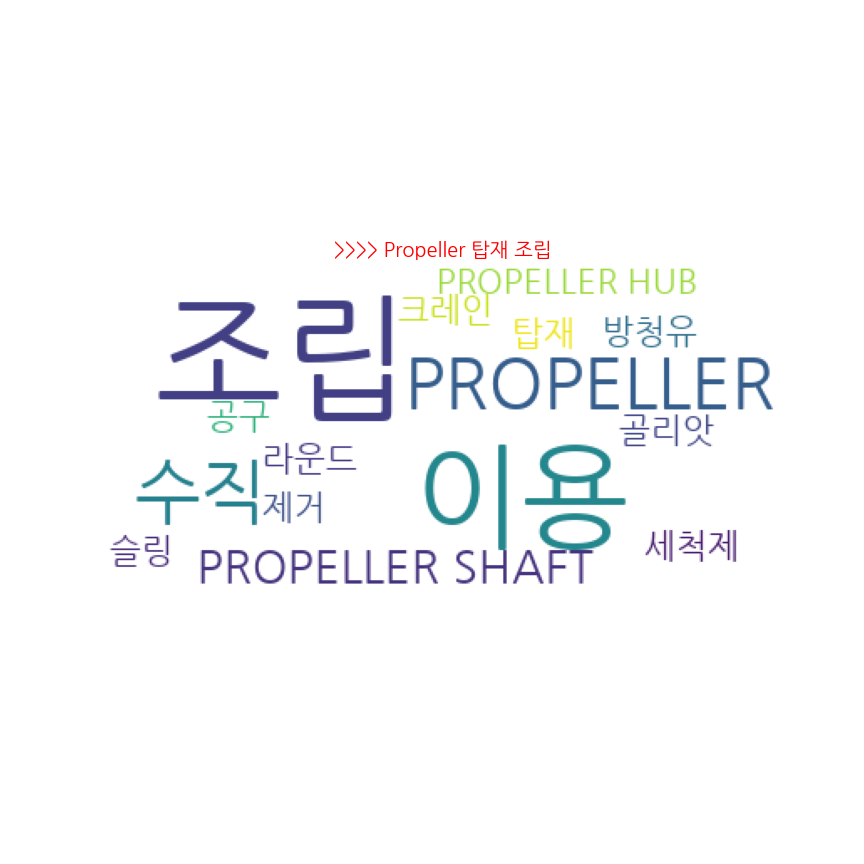 >>>> Propeller 탑재 조립
PROPELLER HUB
크레인
탑재
방청유
조립
PROPELLER
공구
골리앗
라운드
수직
이용
제거
슬링
세척제
PROPELLER SHAFT